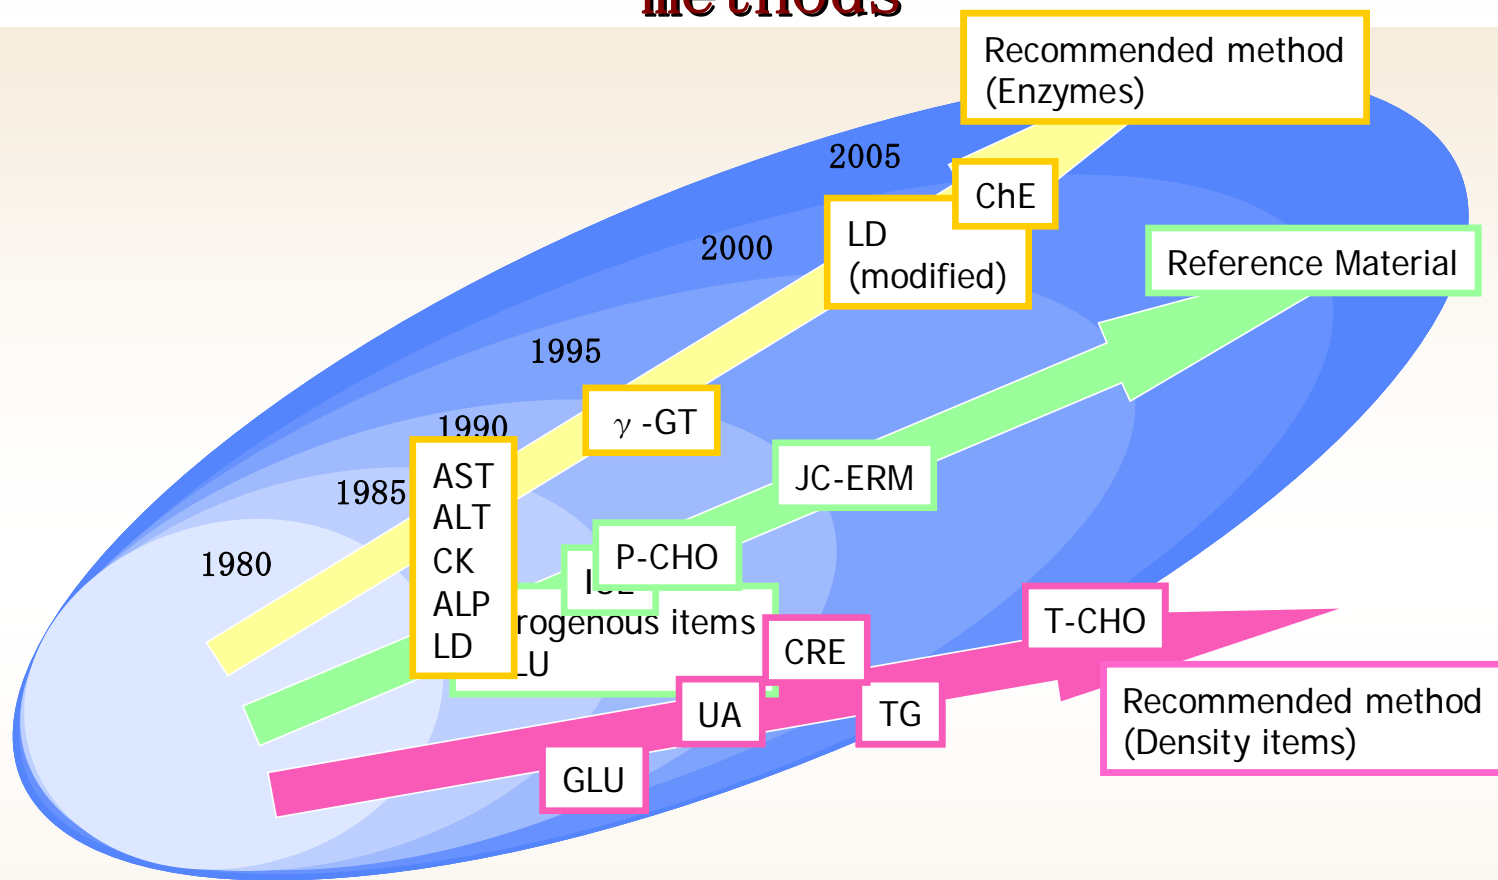 methods
Recommended method
(Enzymes)
2005
ChE
LD
(modified)
2000
Reference Material
1995
γ-GT
1990
AST
ALT
CK
ALP
LD
1985
JC-ERM
1980
P-CHO
T-CHO
items
CRE
UA
TG
Recommended method
(Density items)
GLU